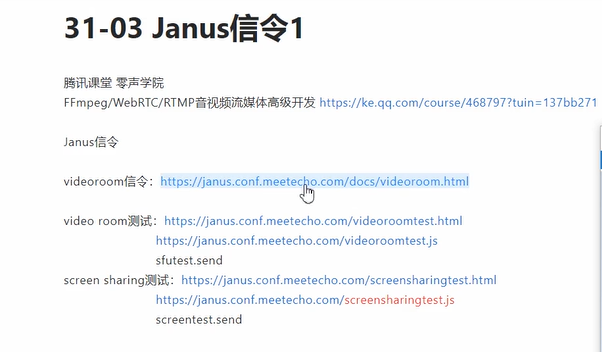 31-03 Janus信令1
腾讯课堂 零声学院
FFmpeg/WebRTC/RTMP音视频流媒体高级开发 https://ke.qq.com/course/468797?tuin=137bb271
Janus信令
videoroom信令：https://janus.conf.meetecho.com/docs/videoroom.html
video room测试：https://janus.conf.meetecho.com/videoroomtest.html
https://janus.conf.meetecho.com/videoroomtest.js
sfutest.send
screen sharing测试：https://janus.conf.meetecho.com/screensharingtest.html
https://janus.conf.meetecho.com/screensharingtest.js
screentest.send